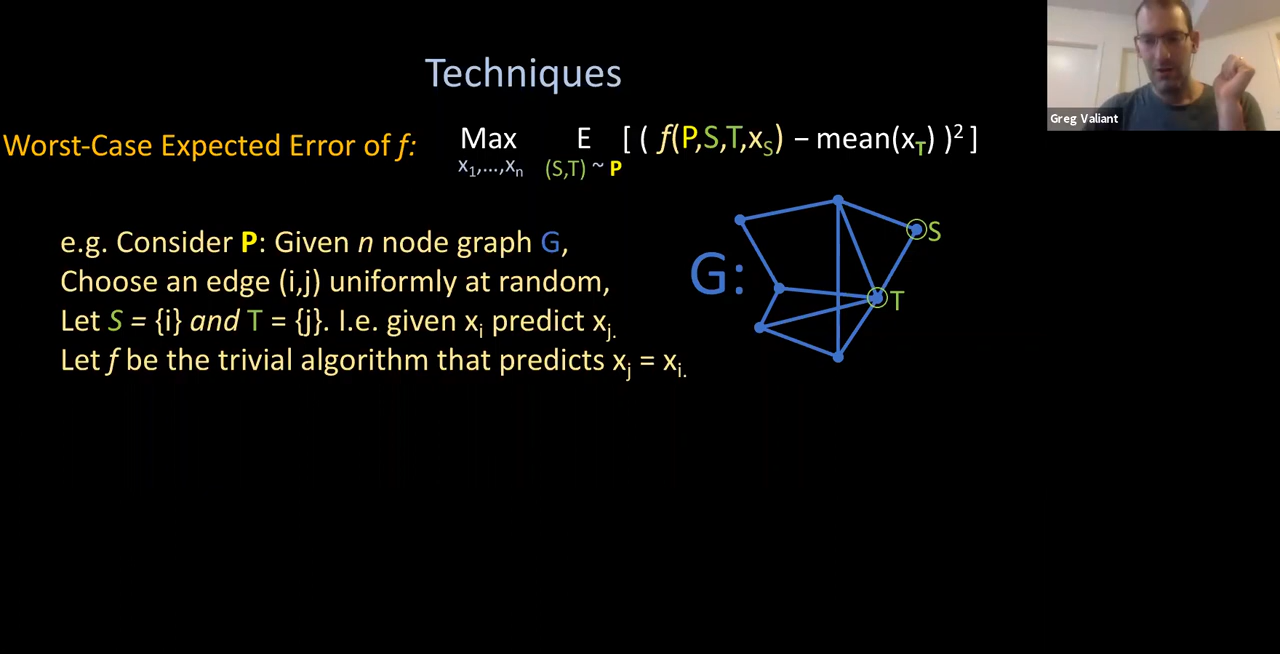 Techniques
Greg Valiant
Worst-Case Expected Error of f: Max E [ ( f(P,S,T,xS) – mean(xT) )2 ]
x1,...,xn (S,T) ~ P
e.g. Consider P: Given n node graph G,
Choose an edge (i,j) uniformly at random,
Let S = {i} and T = {j}. I.e. given xi predict xj.
Let f be the trivial algorithm that predicts xj = xi.
G:
S
T